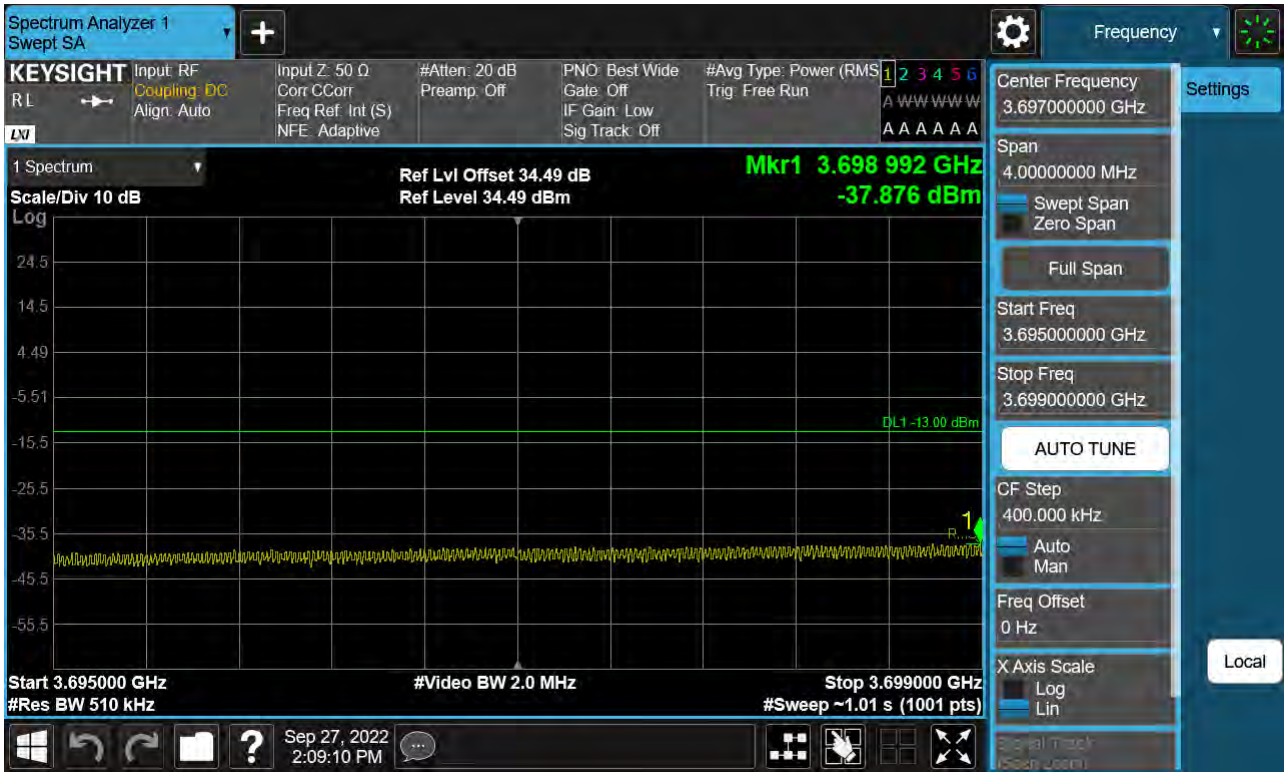 Spectrum Analyzer 1
Swept SA
+
Frequency
KEYSIGHT
RL
LXI
Input: RF
Coupling: DC
Align: Auto
Input Z: 50 Ω
Corr CCorr
Freq Ref: Int (S)
NFE: Adaptive
#Atten: 20 dB
Preamp: Off
PNO: Best Wide
Gate: Off
IF Gain: Low
Sig Track: Off
#Avg Type: Power (RMS
Trig: Free Run
1 2 3 4 5 6
A W W W W W
A A A A A A
1 Spectrum
Scale/Div 10 dB
Log
Ref Lvl Offset 34.49 dB
Ref Level 34.49 dBm
Mkr1 3.698 992 GHz
-37.876 dBm
24.5
14.5
4.49
-5.51
DL1 -13.00 dBm
-15.5
-25.5
1
-35.5
-45.5
-55.5
Start 3.695000 GHz
#Res BW 510 kHz
#Video BW 2.0 MHz
Stop 3.699000 GHz
#Sweep ~1.01 s (1001 pts)
Center Frequency
3.697000000 GHz
Settings
Span
4.00000000 MHz
Swept Span
Zero Span
Full Span
Start Freq
3.695000000 GHz
Stop Freq
3.699000000 GHz
AUTO TUNE
CF Step
400.000 kHz
Auto
Man
Freq Offset
0 Hz
X Axis Scale
Log
Lin
Local
?
Sep 27, 2022
2:09:10 PM